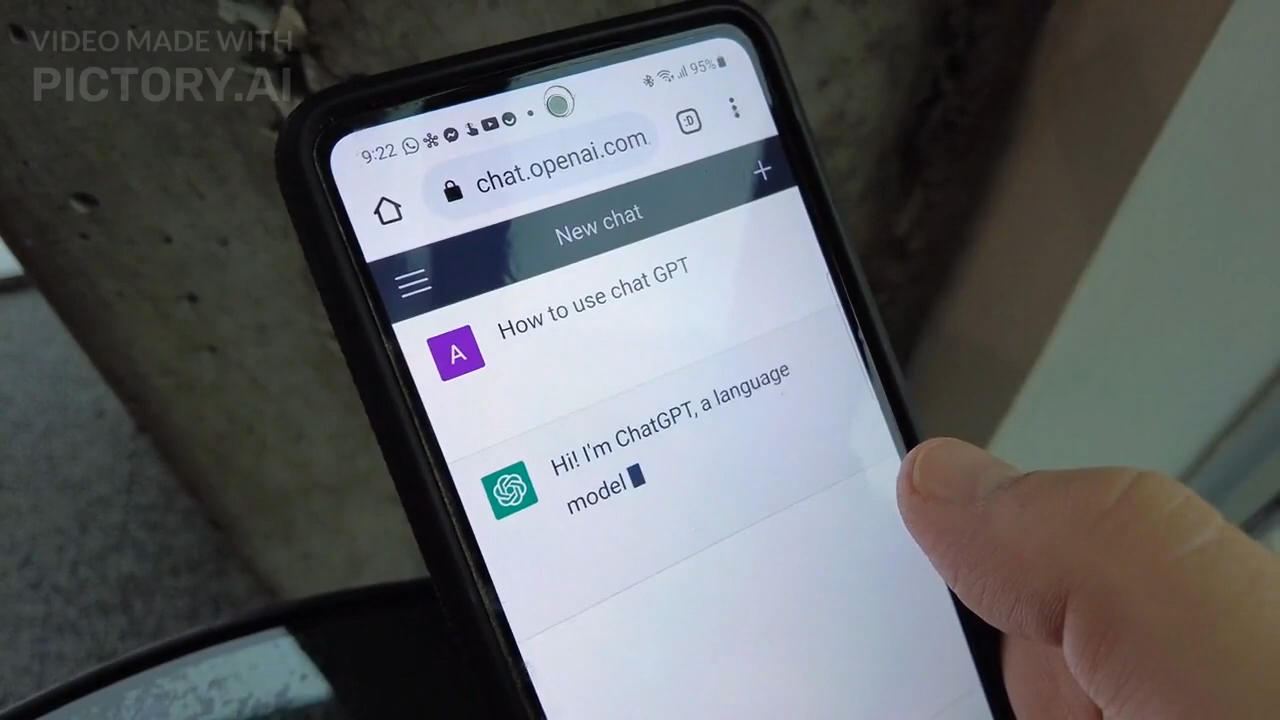 VIDEO MADE WITH
PICTORY.AI
9:22
95%
chat.openai.com
:D
New chat
A
How to use chat GPT
Hi! I'm ChatGPT, a language
model